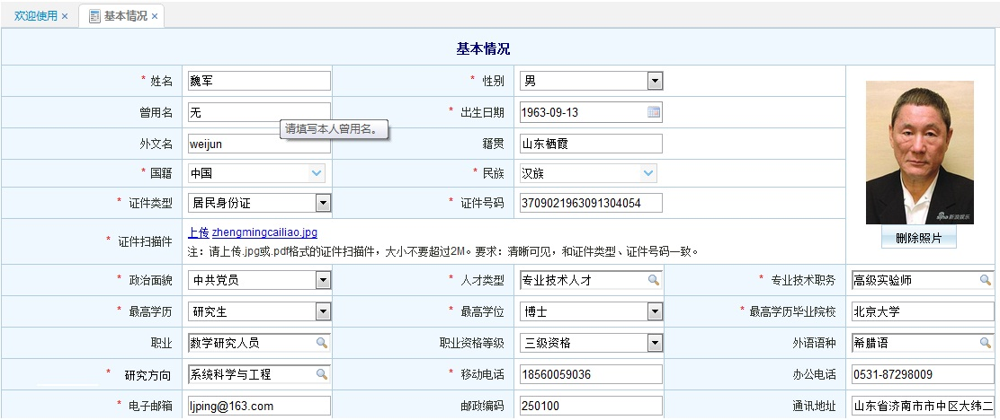 欢迎使用 × 基本情况 ×
基本情况
* 姓名 魏军 * 性别 男
曾用名 无 * 出生日期 1963-09-13
请填写本人曾用名。
外文名 weijun 籍贯 山东栖霞
* 国籍 中国 * 民族 汉族
* 证件类型 居民身份证 * 证件号码 3709021963091304054
sina 新浪娱乐
* 证件扫描件 上传 zhengmingcailiao.jpg
删除照片
注：请上传.jpg或.pdf格式的证件扫描件，大小不要超过2M。要求：清晰可见，和证件类型、证件号码一致。
* 政治面貌 中共党员 * 人才类型 专业技术人才 * 专业技术职务 高级实验师
* 最高学历 研究生 * 最高学位 博士 * 最高学历毕业院校 北京大学
职业 数学研究人员 职业资格等级 三级资格 外语语种 希腊语
* 研究方向 系统科学与工程 * 移动电话 18560059036 办公电话 0531-87298009
* 电子邮箱 ljping@163.com 邮政编码 250100 通讯地址 山东省济南市市中区大纬二